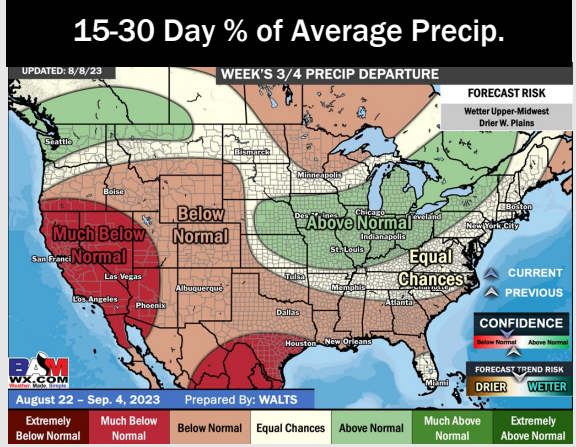 15-30 Day % of Average Precip.
UPDATED: 8/8/23
WEEK'S 3/4 PRECIP DEPARTURE
FORECAST RISK
Wetter Upper-Midwest
Drier W. Plains
Seattle
Bismarck
Minneapolis
Boise
Boston
Below
Normal
Des Moines
Chicago
Cleveland
New York City
Above Normal
Indianapolis
Much Below
Normal
San Francisco
St. Louis
Equal
Chances
Las Vegas
Tulsa
Memphis
Charlotte
CURRENT
PREVIOUS
Los Angeles
Phoenix
Albuquerque
Atlanta
Dallas
CONFIDENCE
Below Normal
Above Normal
Houston
New Orleans
BAM
WX.COM
Weather. Made. Simple
FORECAST TREND RISK
DRIER
WETTER
Miami
August 22 – Sep. 4, 2023 Prepared By: WALTS
Extremely
Below Normal
Much Below
Normal
Below Normal
Equal Chances
Above Normal
Much Above
Normal
Extremely
Above Normal